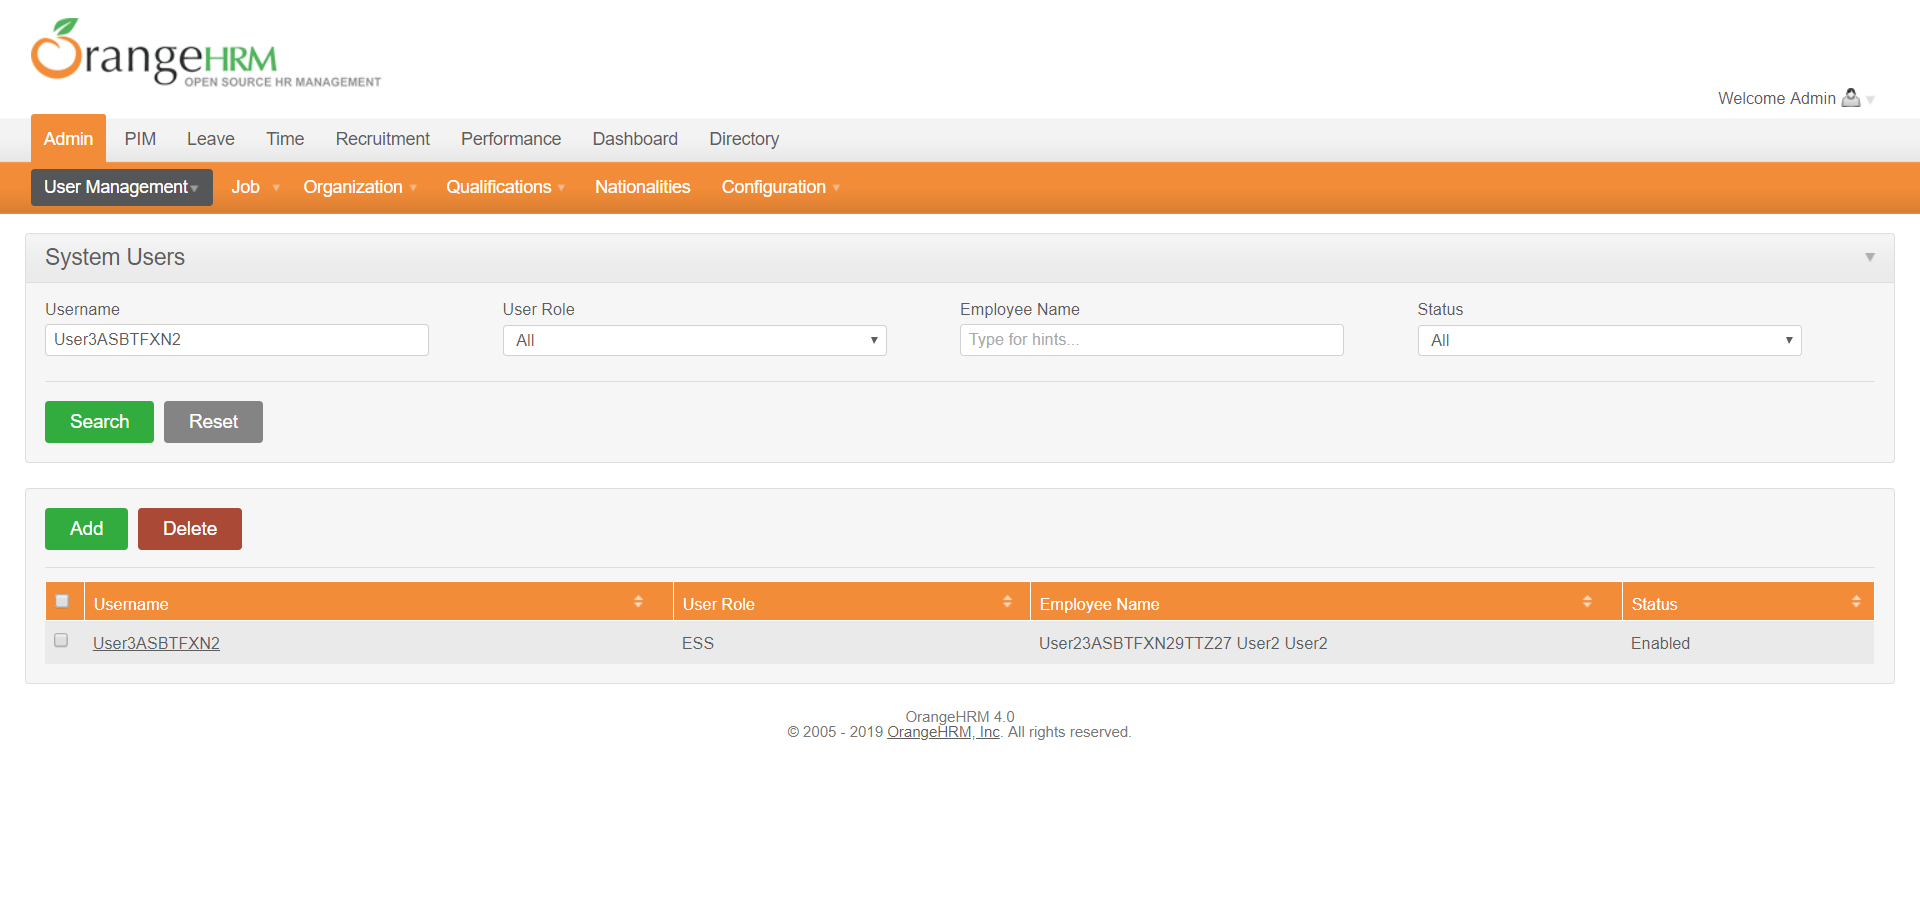 OrangeHRM
OPEN SOURCE HR MANAGEMENT
Welcome Admin
Admin PIM Leave Time Recruitment Performance Dashboard Directory
User Management Job Organization Qualifications Nationalities Configuration
System Users
Username User Role Employee Name Status
User3ASBTFXN2 All Type for hints... All
Search Reset
Add Delete
Username User Role Employee Name Status
User3ASBTFXN2 ESS User23ASBTFXN29TTZ27 User2 User2 Enabled
OrangeHRM 4.0
© 2005 - 2019 OrangeHRM, Inc. All rights reserved.